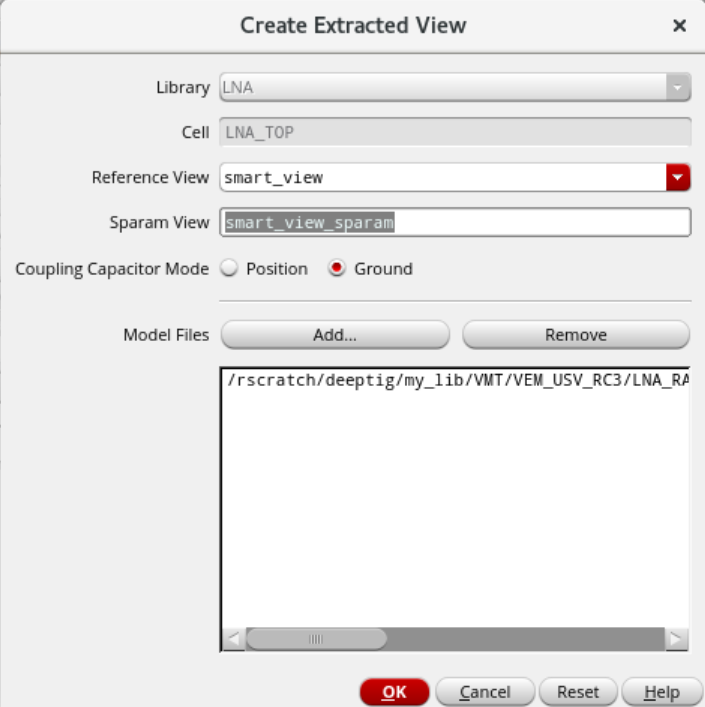 Create Extracted View
Library LNA
Cell LNA_TOP
Reference View smart_view
Sparam View smart_view_sparam
Coupling Capacitor Mode Position Ground
Model Files Add... Remove
/rscratch/deeptig/my_lib/VMT/VEM_USV_RC3/LNA_RA
OK Cancel Reset Help